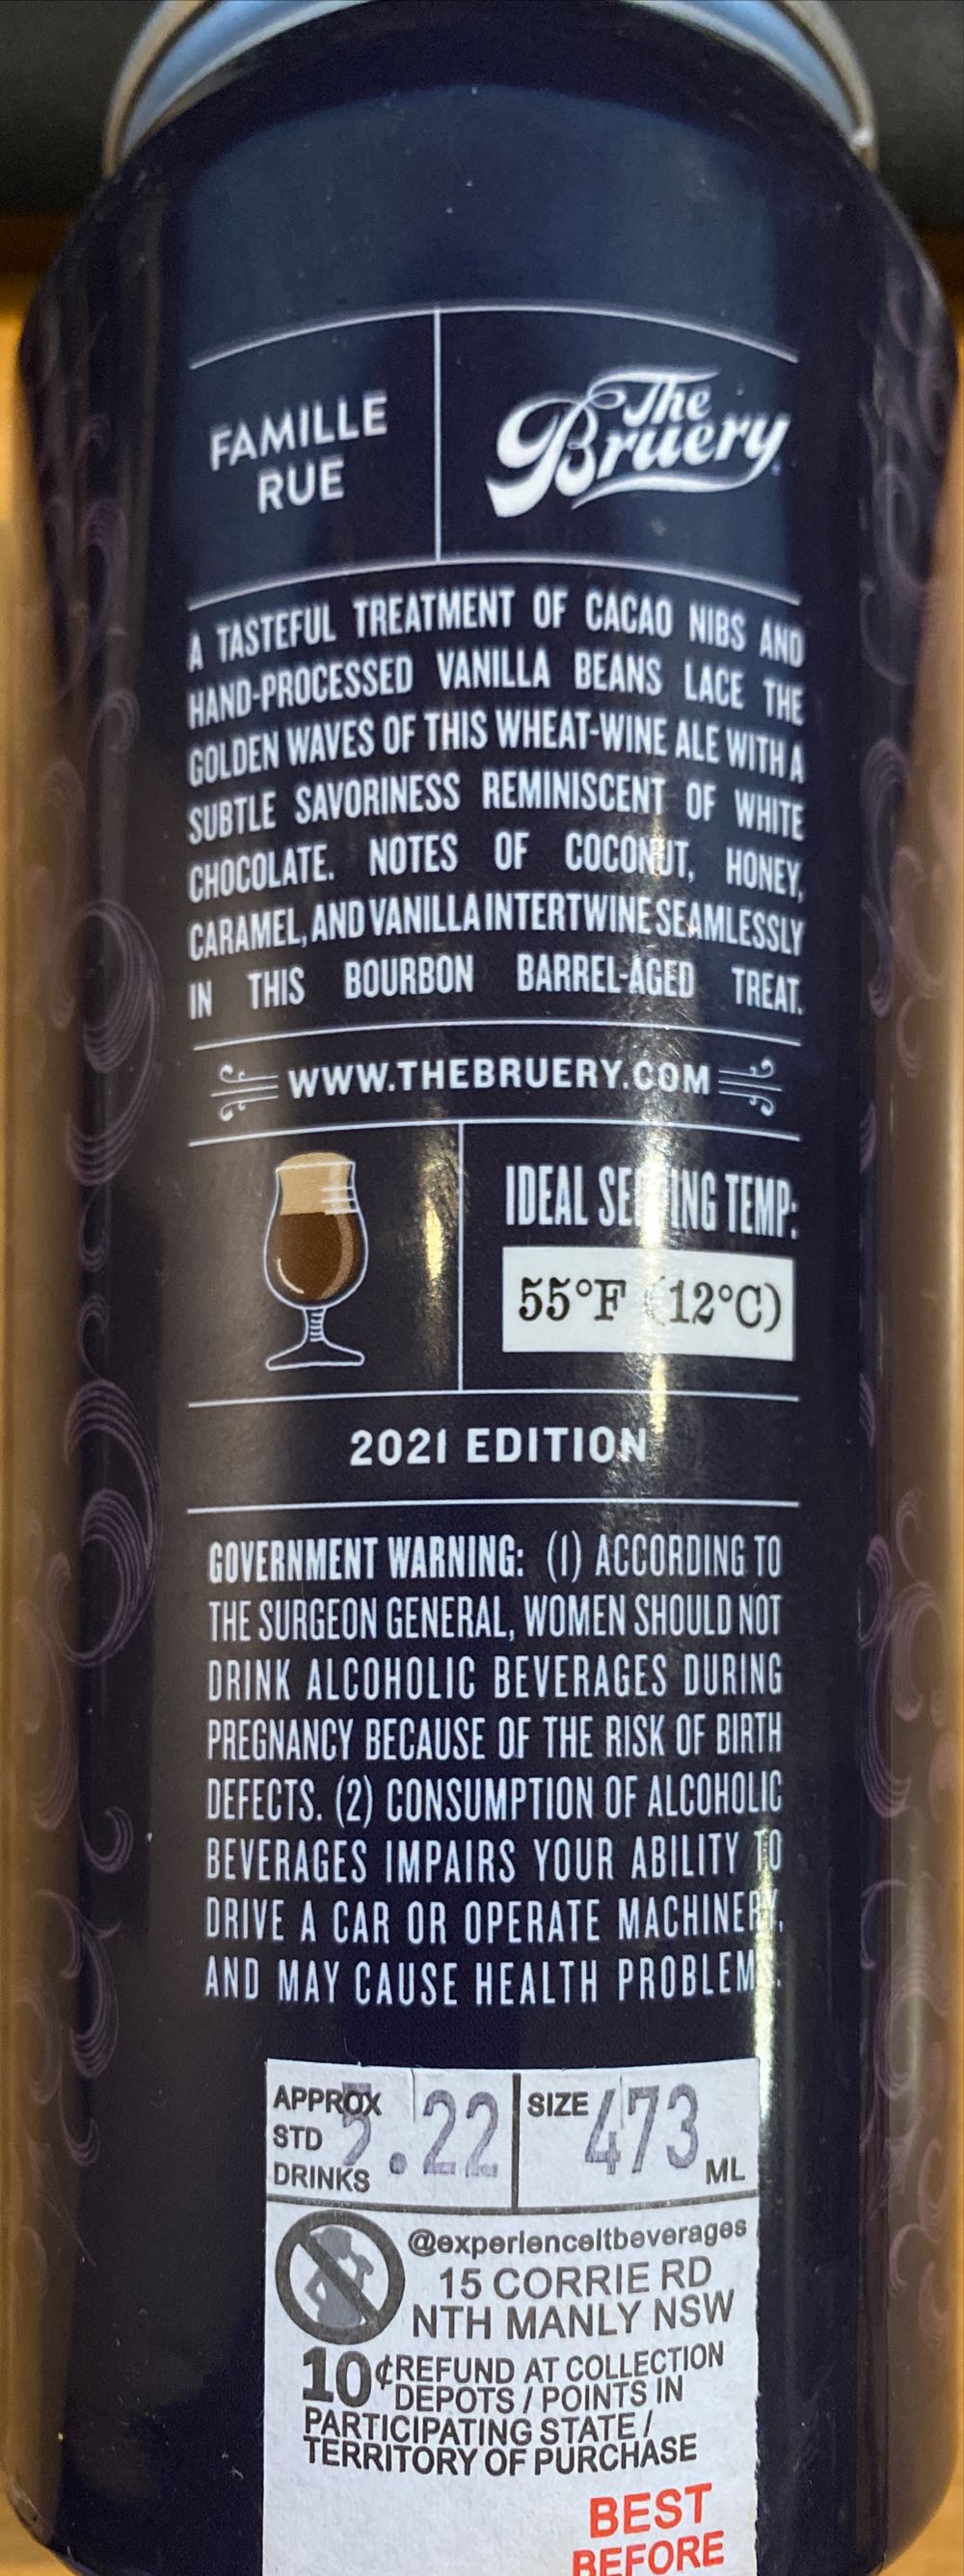 FAMILLE
RUE
The
Bruery
A TASTEFUL TREATMENT OF CACAO NIBS AND
HAND-PROCESSED VANILLA BEANS LACE THE
GOLDEN WAVES OF THIS WHEAT-WINE ALE WITH A
SUBTLE SAVORINESS REMINISCENT OF WHITE
CHOCOLATE. NOTES OF COCONUT, HONEY,
CARAMEL, AND VANILLA INTERTWINE SEAMLESSLY
IN THIS BOURBON BARREL-AGED TREAT.
WWW.THEBRUERY.COM
IDEAL SERVING TEMP:
55°F (12°C)
2021 EDITION
GOVERNMENT WARNING: (1) ACCORDING TO
THE SURGEON GENERAL, WOMEN SHOULD NOT
DRINK ALCOHOLIC BEVERAGES DURING
PREGNANCY BECAUSE OF THE RISK OF BIRTH
DEFECTS. (2) CONSUMPTION OF ALCOHOLIC
BEVERAGES IMPAIRS YOUR ABILITY TO
DRIVE A CAR OR OPERATE MACHINERY,
AND MAY CAUSE HEALTH PROBLEMS.
APPROX
STD
DRINKS
5.22
SIZE 473 ML
@experienceitbeverages
15 CORRIE RD
NTH MANLY NSW
10¢ REFUND AT COLLECTION
DEPOTS / POINTS IN
PARTICIPATING STATE /
TERRITORY OF PURCHASE
BEST
BEFORE